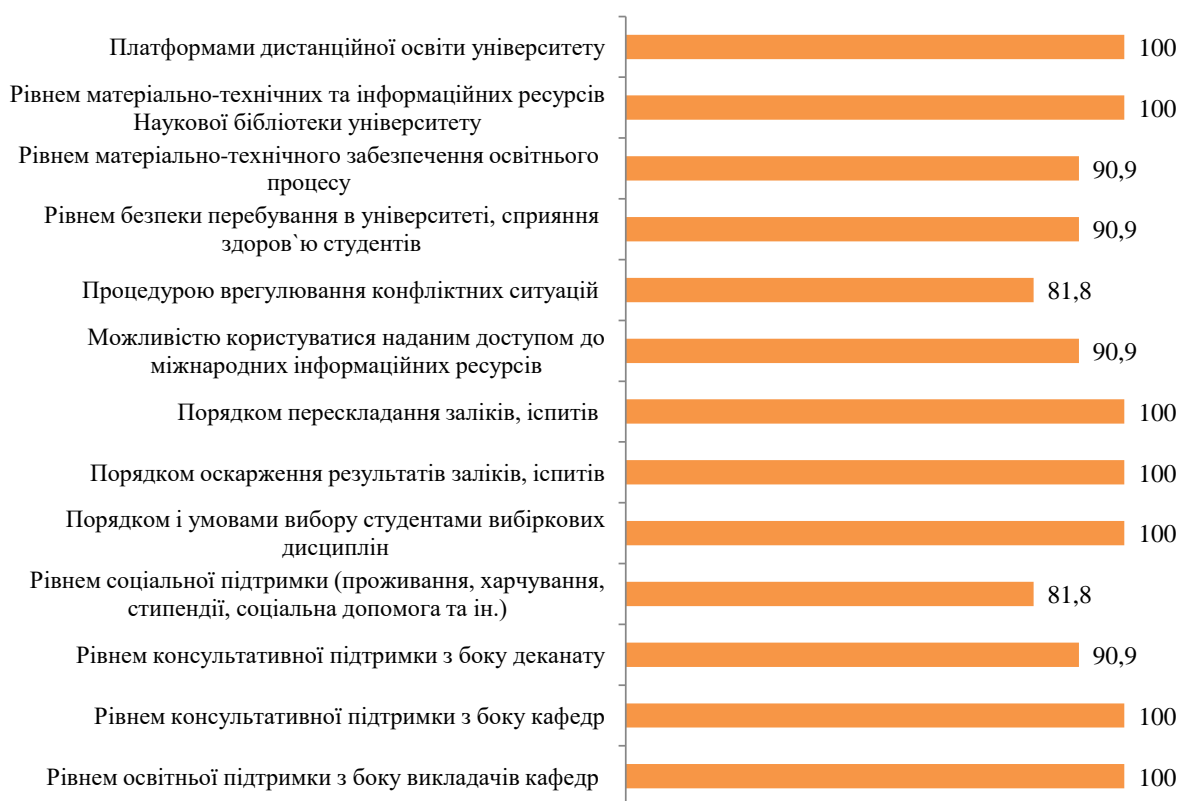 Платформами дистанційної освіти університету
100
Рівнем матеріально-технічних та інформаційних ресурсів
Наукової бібліотеки університету
100
Рівнем матеріально-технічного забезпечення освітнього
процесу
90,9
Рівнем безпеки перебування в університеті, сприяння
здоров`ю студентів
90,9
Процедурою врегулювання конфліктних ситуацій
81,8
Можливістю користуватися наданим доступом до
міжнародних інформаційних ресурсів
90,9
Порядком перескладання заліків, іспитів
100
Порядком оскарження результатів заліків, іспитів
100
Порядком і умовами вибору студентами вибіркових
дисциплін
100
Рівнем соціальної підтримки (проживання, харчування,
стипендії, соціальна допомога та ін.)
81,8
Рівнем консультативної підтримки з боку деканату
90,9
Рівнем консультативної підтримки з боку кафедр
100
Рівнем освітньої підтримки з боку викладачів кафедр
100